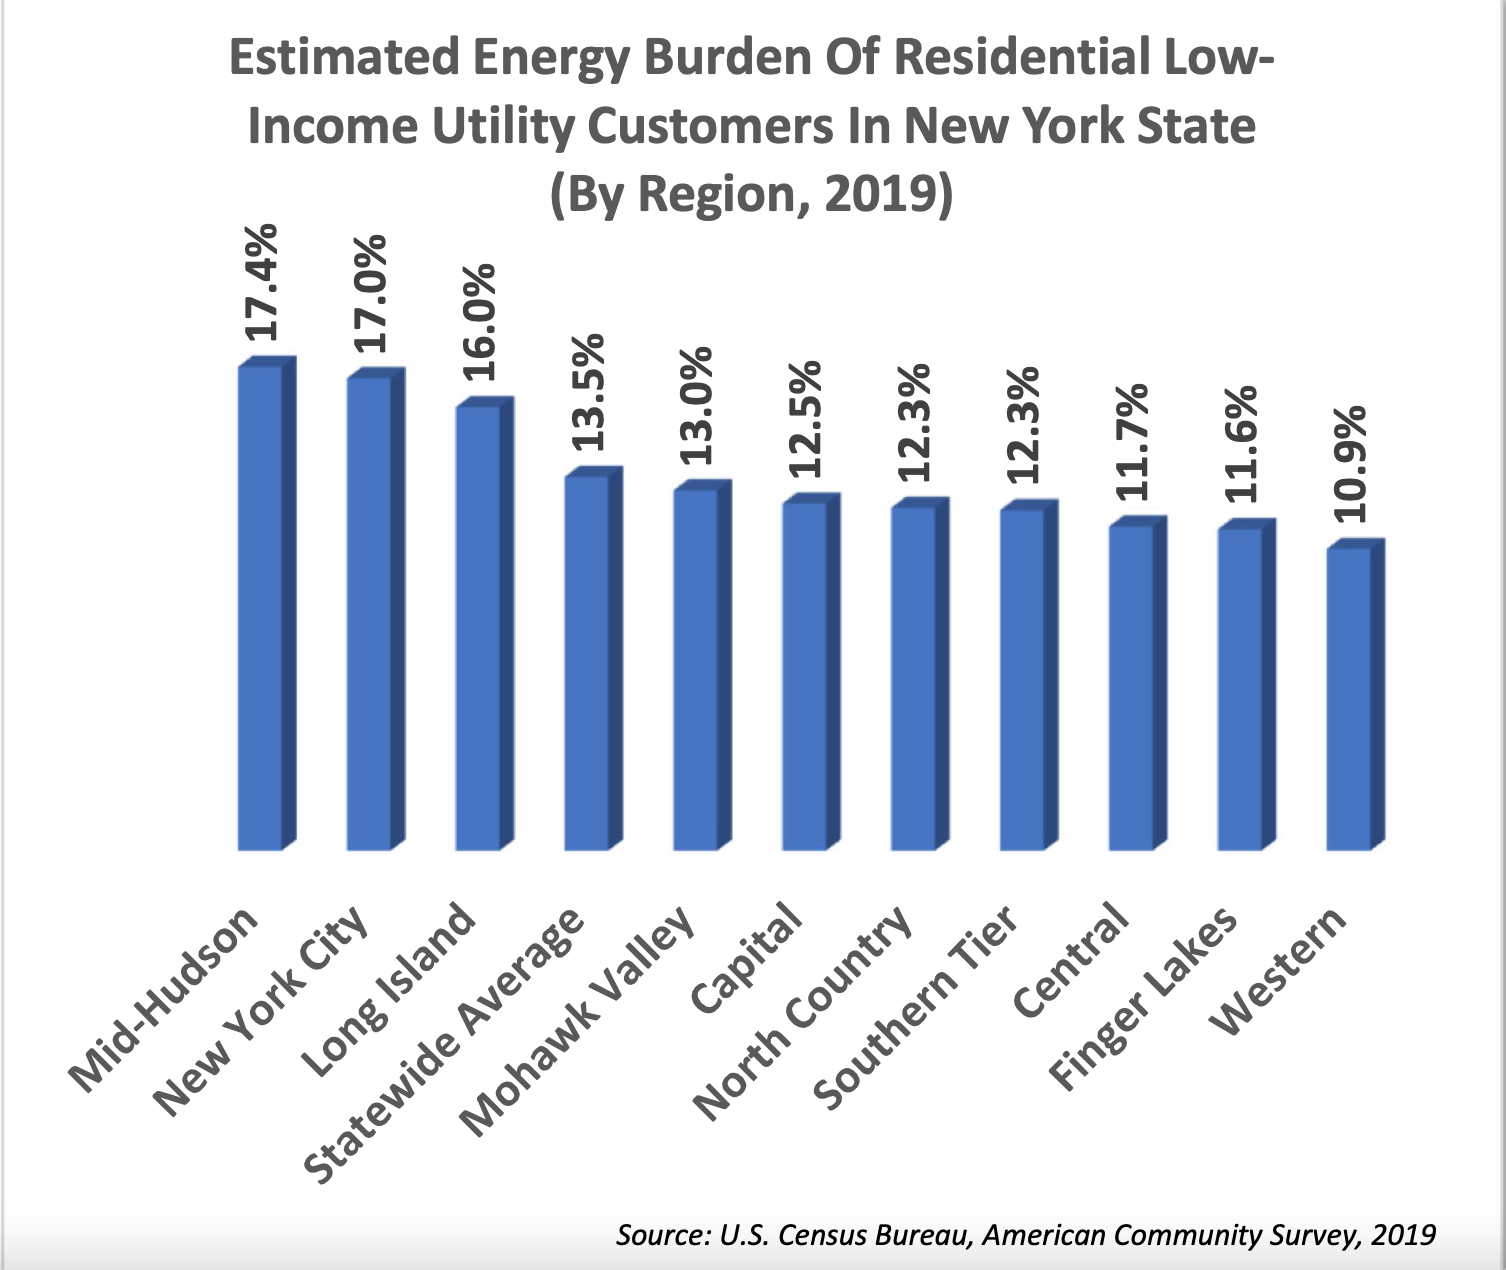 Estimated Energy Burden Of Residential Low-
Income Utility Customers In New York State
(By Region, 2019)
17.4%
17.0%
16.0%
13.5%
13.0%
12.5%
12.3%
12.3%
11.7%
11.6%
10.9%
Mid-Hudson
New York City
Long Island
Statewide Average
Mohawk Valley
Capital
North Country
Southern Tier
Central
Finger Lakes
Western
Source: U.S. Census Bureau, American Community Survey, 2019